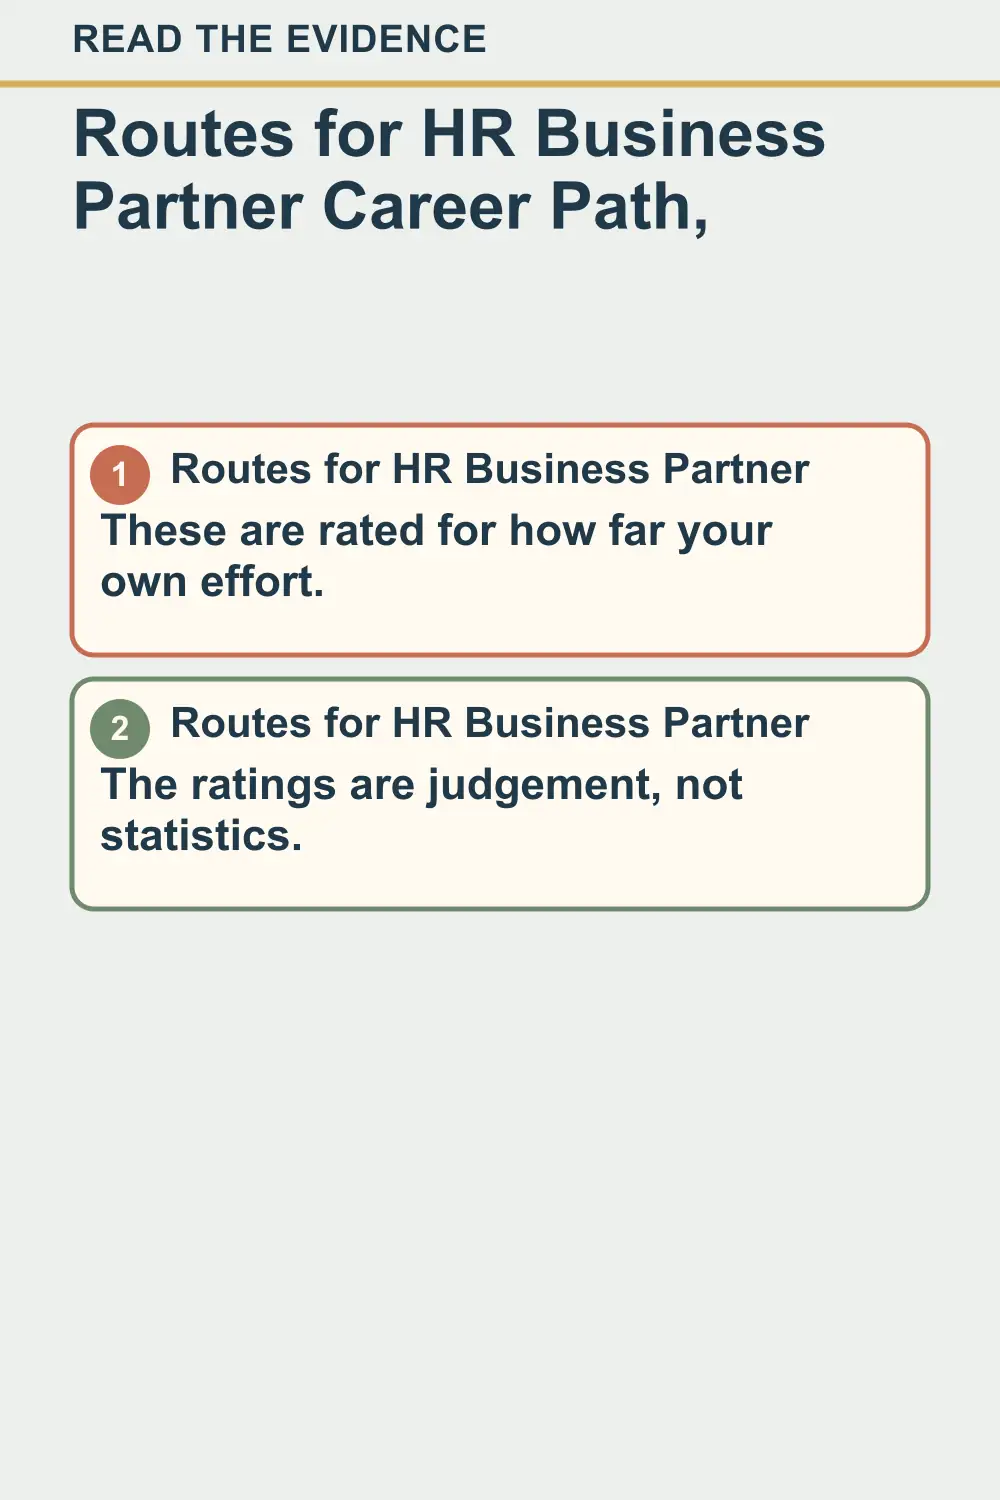 READ THE EVIDENCE
Routes for HR Business
Partner Career Path,
1 Routes for HR Business Partner
These are rated for how far your
own effort.
2 Routes for HR Business Partner
The ratings are judgement, not
statistics.